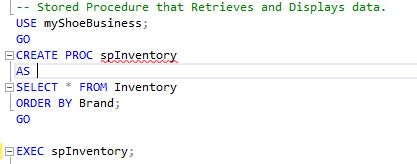 -- Stored Procedure that Retrieves and Displays data.
USE myShoeBusiness;
GO
CREATE PROC spInventory
AS
SELECT * FROM Inventory
ORDER BY Brand;
GO
EXEC spInventory;